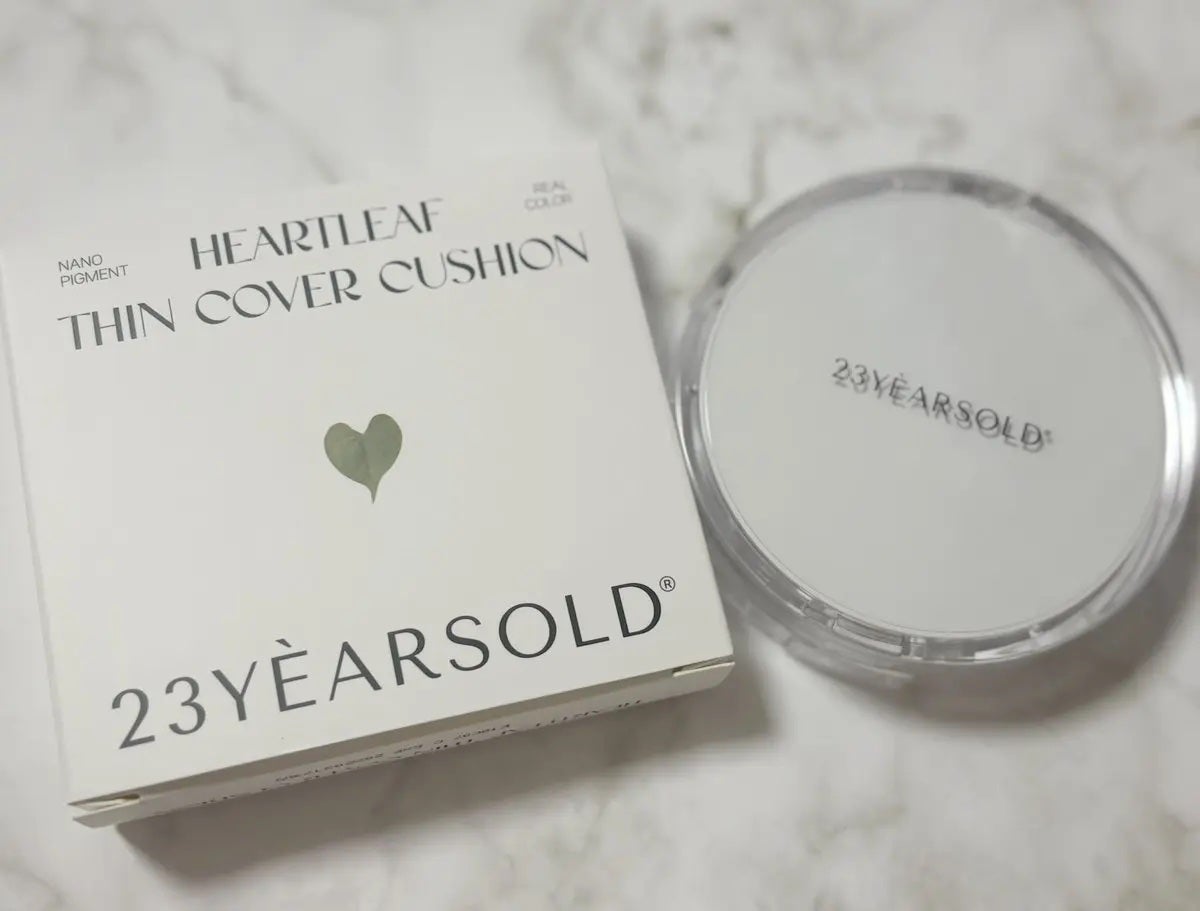 NANO
PIGMENT
HEARTLEAF
THIN COVER CUSHION
REAL
COLOR
23YÈARSOLD®
23YÈARSOLD®